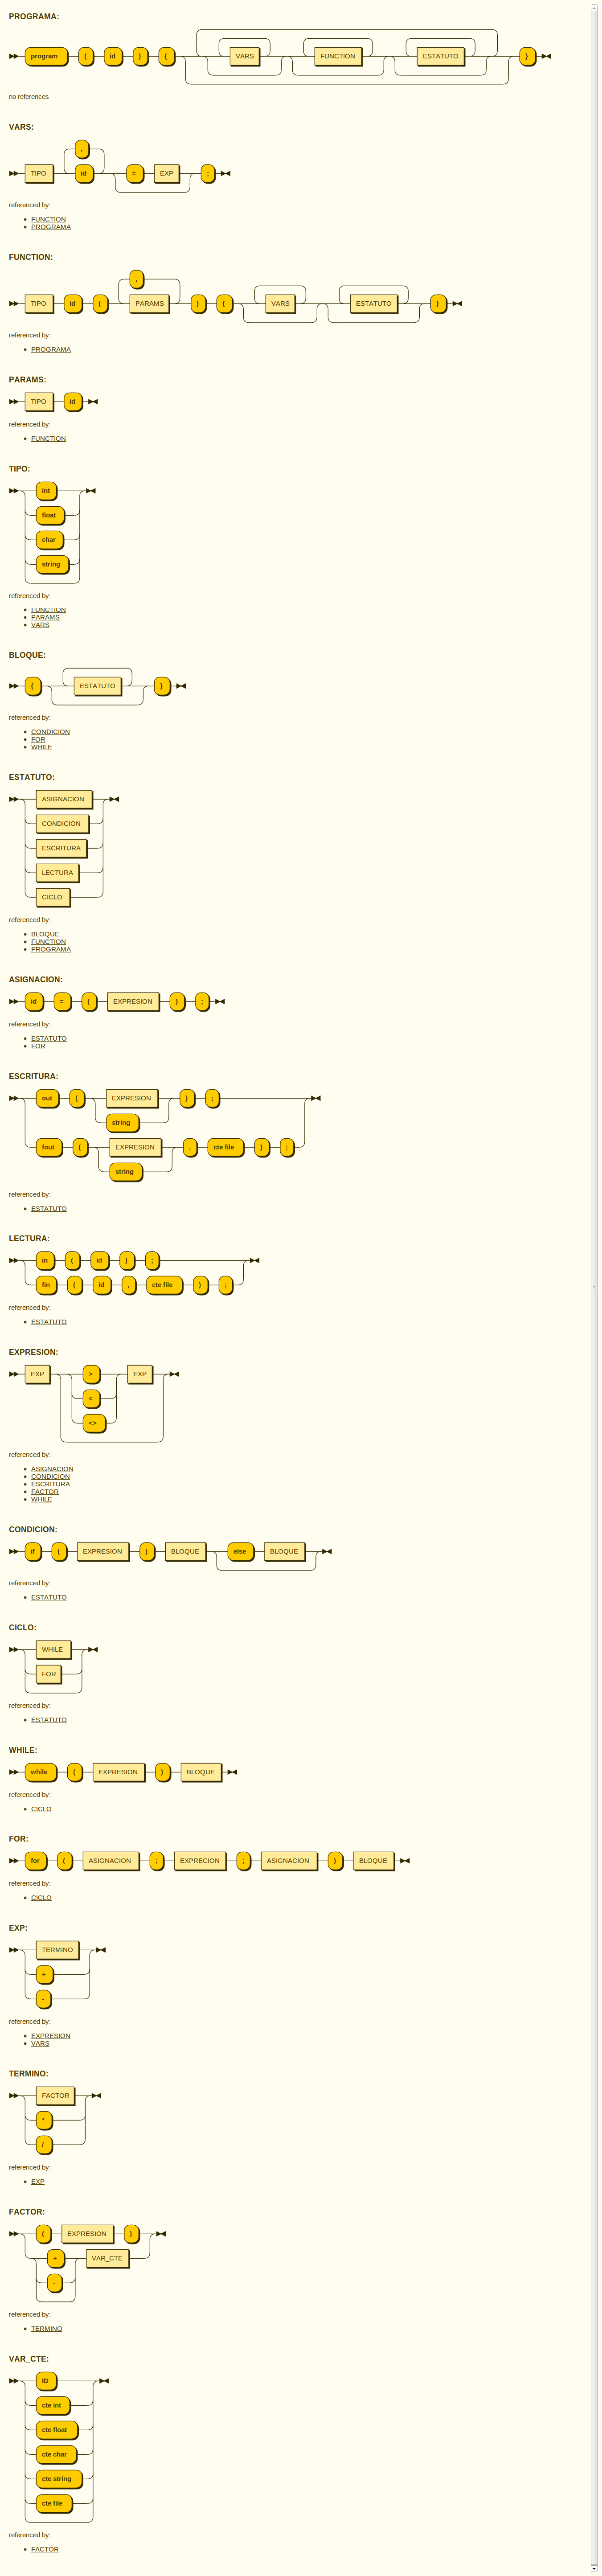 PROGRAMA:
program ( id ) { VARS FUNCTION ESTATUTO }
no references
VARS:
,
TIPO id = EXP ;
referenced by:
FUNCTION
PROGRAMA
FUNCTION:
,
TIPO id ( PARAMS ) { VARS ESTATUTO }
referenced by:
PROGRAMA
PARAMS:
TIPO id
referenced by:
FUNCTION
TIPO:
int
float
char
string
referenced by:
FUNCTION
PARAMS
VARS
BLOQUE:
{ ESTATUTO }
referenced by:
CONDICION
FOR
WHILE
ESTATUTO:
ASIGNACION
CONDICION
ESCRITURA
LECTURA
CICLO
referenced by:
BLOQUE
FUNCTION
PROGRAMA
ASIGNACION:
id = ( EXPRESION ) ;
referenced by:
ESTATUTO
FOR
ESCRITURA:
out ( EXPRESION ) ;
string
fout ( EXPRESION , cte file ) ;
string
referenced by:
ESTATUTO
LECTURA:
in ( id ) ;
fin ( id , cte file ) ;
referenced by:
ESTATUTO
EXPRESION:
EXP > EXP
<
<>
referenced by:
ASIGNACION
CONDICION
ESCRITURA
FACTOR
WHILE
CONDICION:
if ( EXPRESION ) BLOQUE else BLOQUE
referenced by:
ESTATUTO
CICLO:
WHILE
FOR
referenced by:
ESTATUTO
WHILE:
while ( EXPRESION ) BLOQUE
referenced by:
CICLO
FOR:
for ( ASIGNACION ; EXPRECION ; ASIGNACION ) BLOQUE
referenced by:
CICLO
EXP:
TERMINO
+
-
referenced by:
EXPRESION
VARS
TERMINO:
FACTOR
*
/
referenced by:
EXP
FACTOR:
( EXPRESION )
+ VAR_CTE
-
referenced by:
TERMINO
VAR_CTE:
ID
cte int
cte float
cte char
cte string
cte file
referenced by:
FACTOR